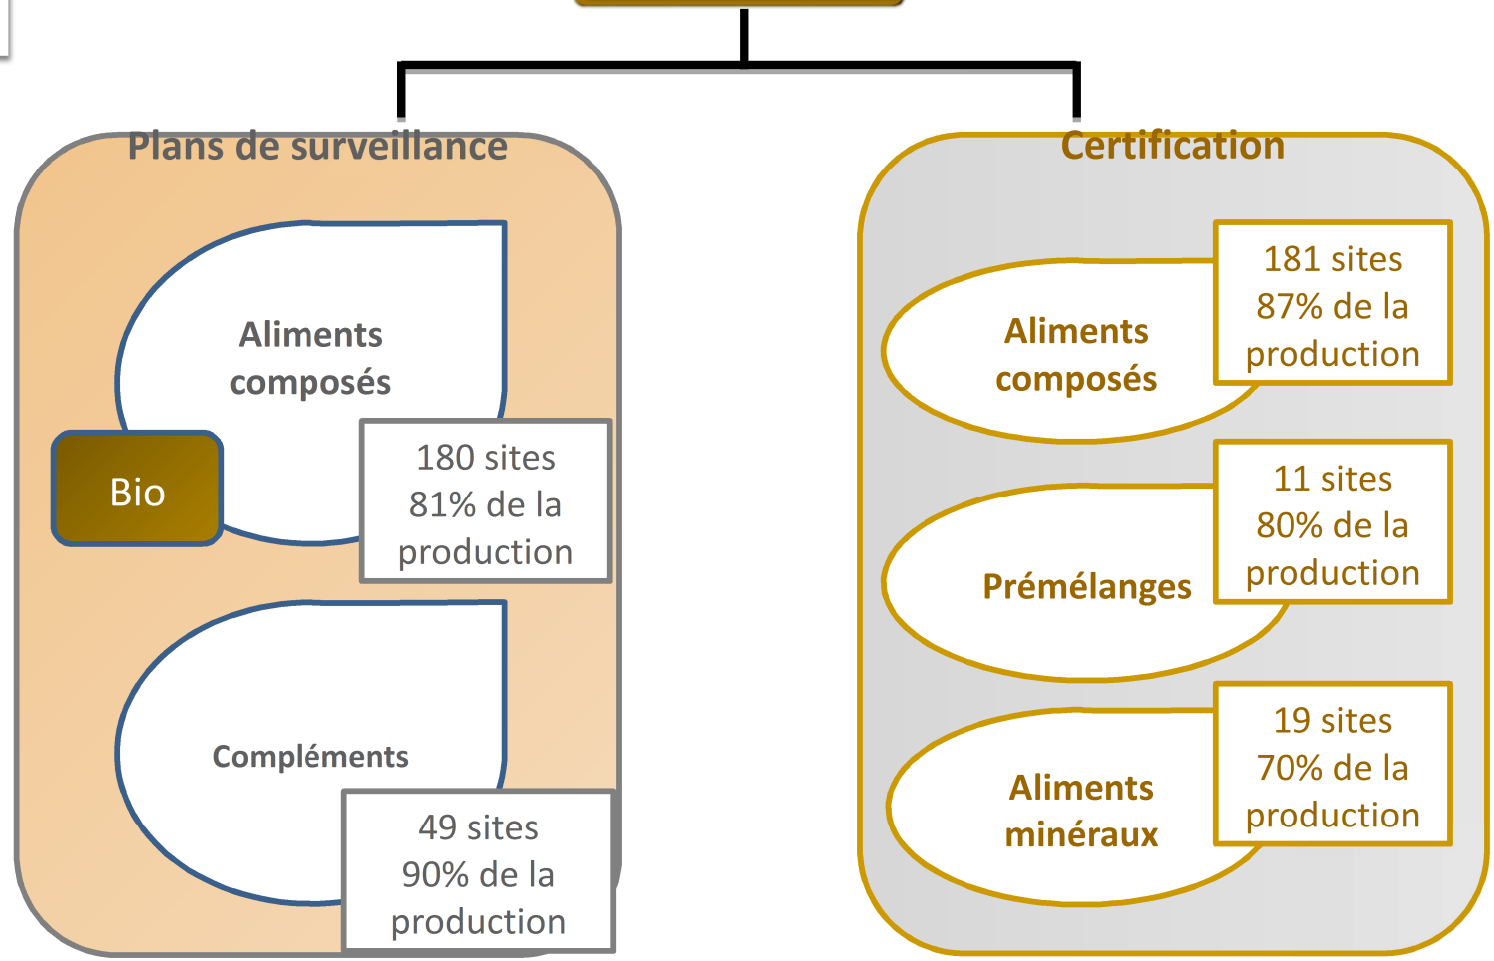 Plans de surveillance
Aliments
composés
Bio
180 sites
81% de la
production
Compléments
49 sites
90% de la
production
Certification
Aliments
composés
181 sites
87% de la
production
Prémélanges
11 sites
80% de la
production
Aliments
minéraux
19 sites
70% de la
production